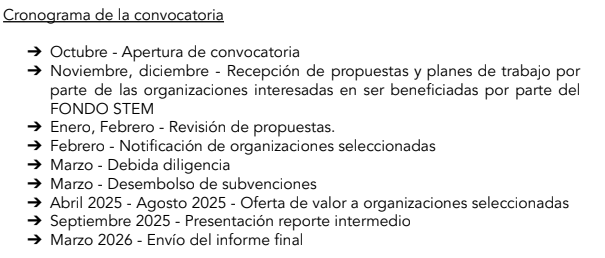 Cronograma de la convocatoria
➔ Octubre - Apertura de convocatoria
➔ Noviembre, diciembre - Recepción de propuestas y planes de trabajo por
parte de las organizaciones interesadas en ser beneficiadas por parte del
FONDO STEM
➔ Enero, Febrero - Revisión de propuestas.
➔ Febrero - Notificación de organizaciones seleccionadas
➔ Marzo - Debida diligencia
➔ Marzo - Desembolso de subvenciones
➔ Abril 2025 - Agosto 2025 - Oferta de valor a organizaciones seleccionadas
➔ Septiembre 2025 - Presentación reporte intermedio
➔ Marzo 2026 - Envío del informe final